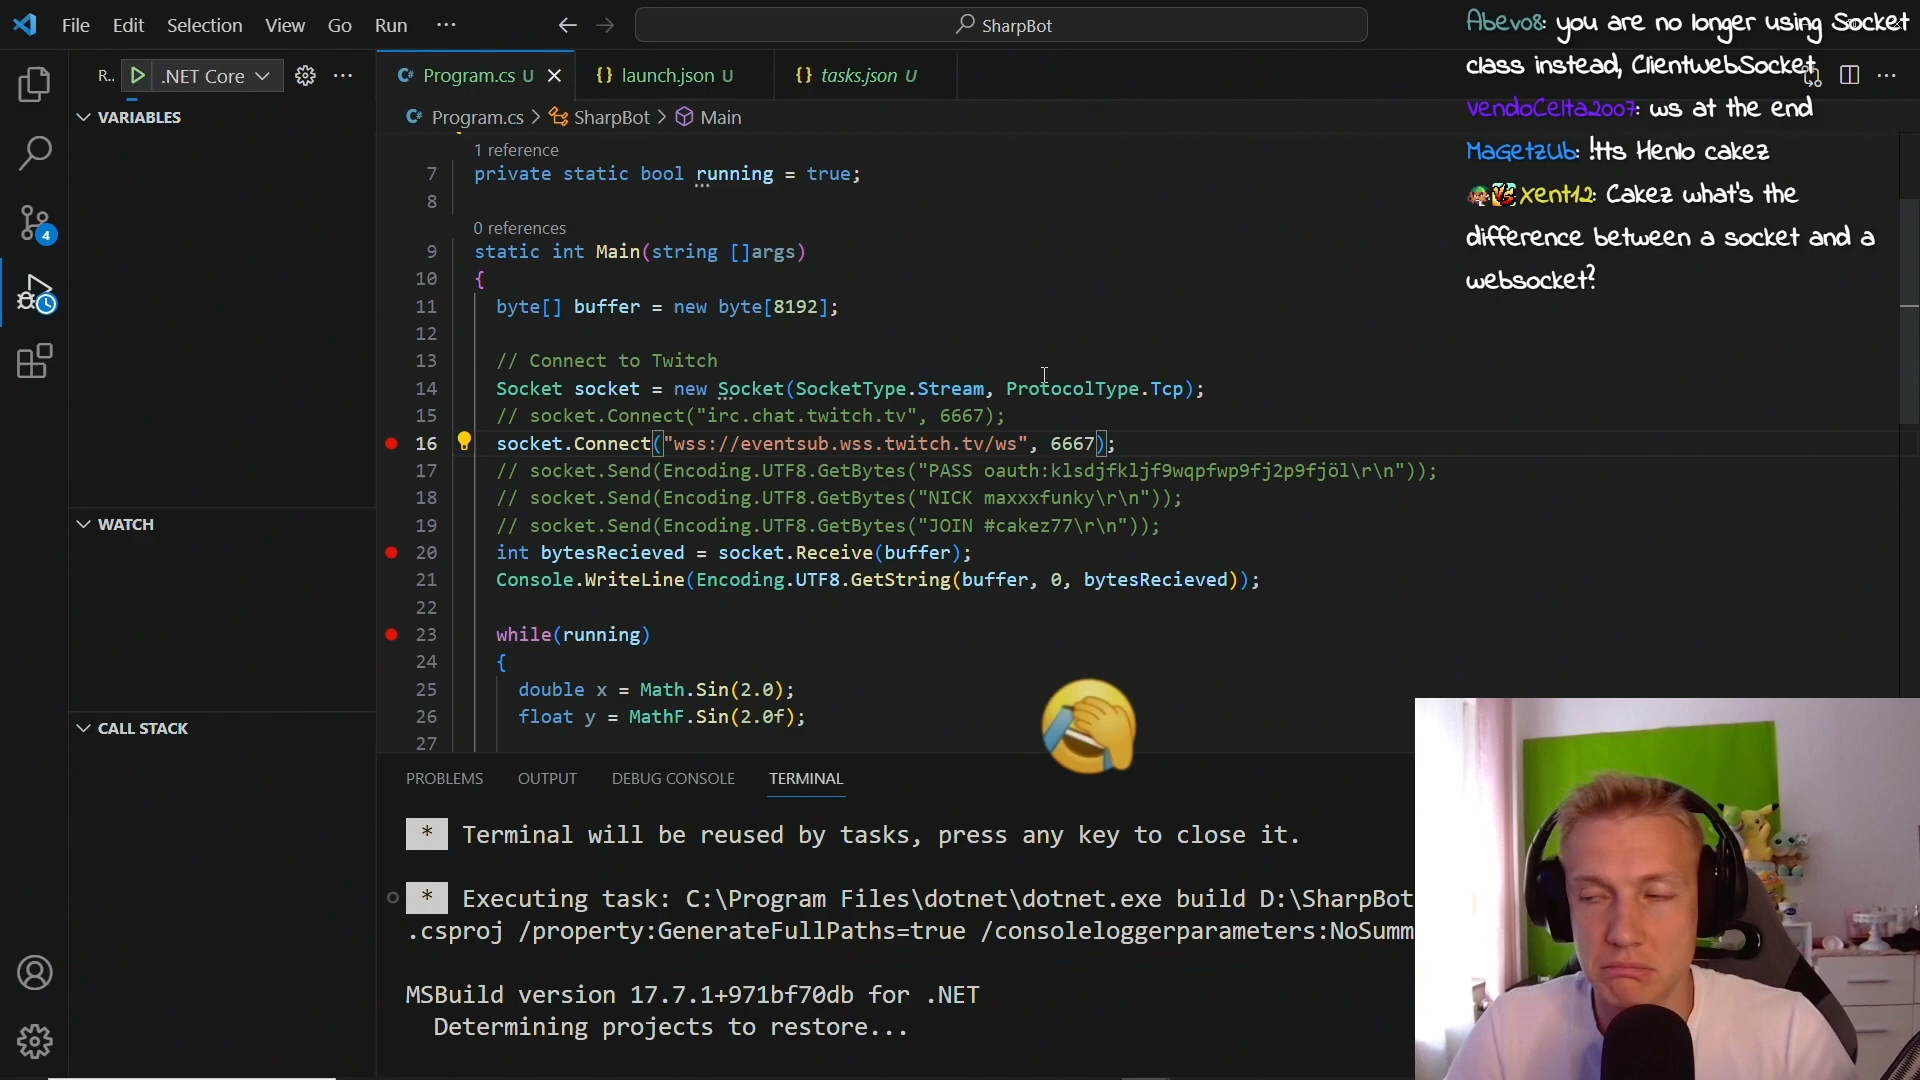 File Edit Selection View Go Run ··· SharpBot
R.. .NET Core ···
Program.cs U launch.json U tasks.json U ···
VARIABLES
WATCH
CALL STACK
4
Program.cs > SharpBot > Main
1 reference
7 private static bool running = true;
8
0 references
9 static int Main(string []args)
10 {
11 byte[] buffer = new byte[8192];
12
13 // Connect to Twitch
14 Socket socket = new Socket(SocketType.Stream, ProtocolType.Tcp);
15 // socket.Connect("irc.chat.twitch.tv", 6667);
16 socket.Connect("wss://eventsub.wss.twitch.tv/ws", 6667);
17 // socket.Send(Encoding.UTF8.GetBytes("PASS oauth:klsdjfkljf9wqpfwp9fj2p9fjöl\r\n"));
18 // socket.Send(Encoding.UTF8.GetBytes("NICK maxxxfunky\r\n"));
19 // socket.Send(Encoding.UTF8.GetBytes("JOIN #cakez77\r\n"));
20 int bytesRecieved = socket.Receive(buffer);
21 Console.WriteLine(Encoding.UTF8.GetString(buffer, 0, bytesRecieved));
22
23 while(running)
24 {
25 double x = Math.Sin(2.0);
26 float y = MathF.Sin(2.0f);
27
PROBLEMS OUTPUT DEBUG CONSOLE TERMINAL
* Terminal will be reused by tasks, press any key to close it.
* Executing task: C:\Program Files\dotnet\dotnet.exe build D:\SharpBot
.csproj /property:GenerateFullPaths=true /consoleloggerparameters:NoSumm
MSBuild version 17.7.1+971bf70db for .NET
Determining projects to restore...
Abevo8: you are no longer using Socket
class instead, ClientWebSocket
vendoCelta2007: ws at the end
MaGetzUb: !tts Henlo cakez
Xent12: Cakez what's the
difference between a socket and a
websocket?